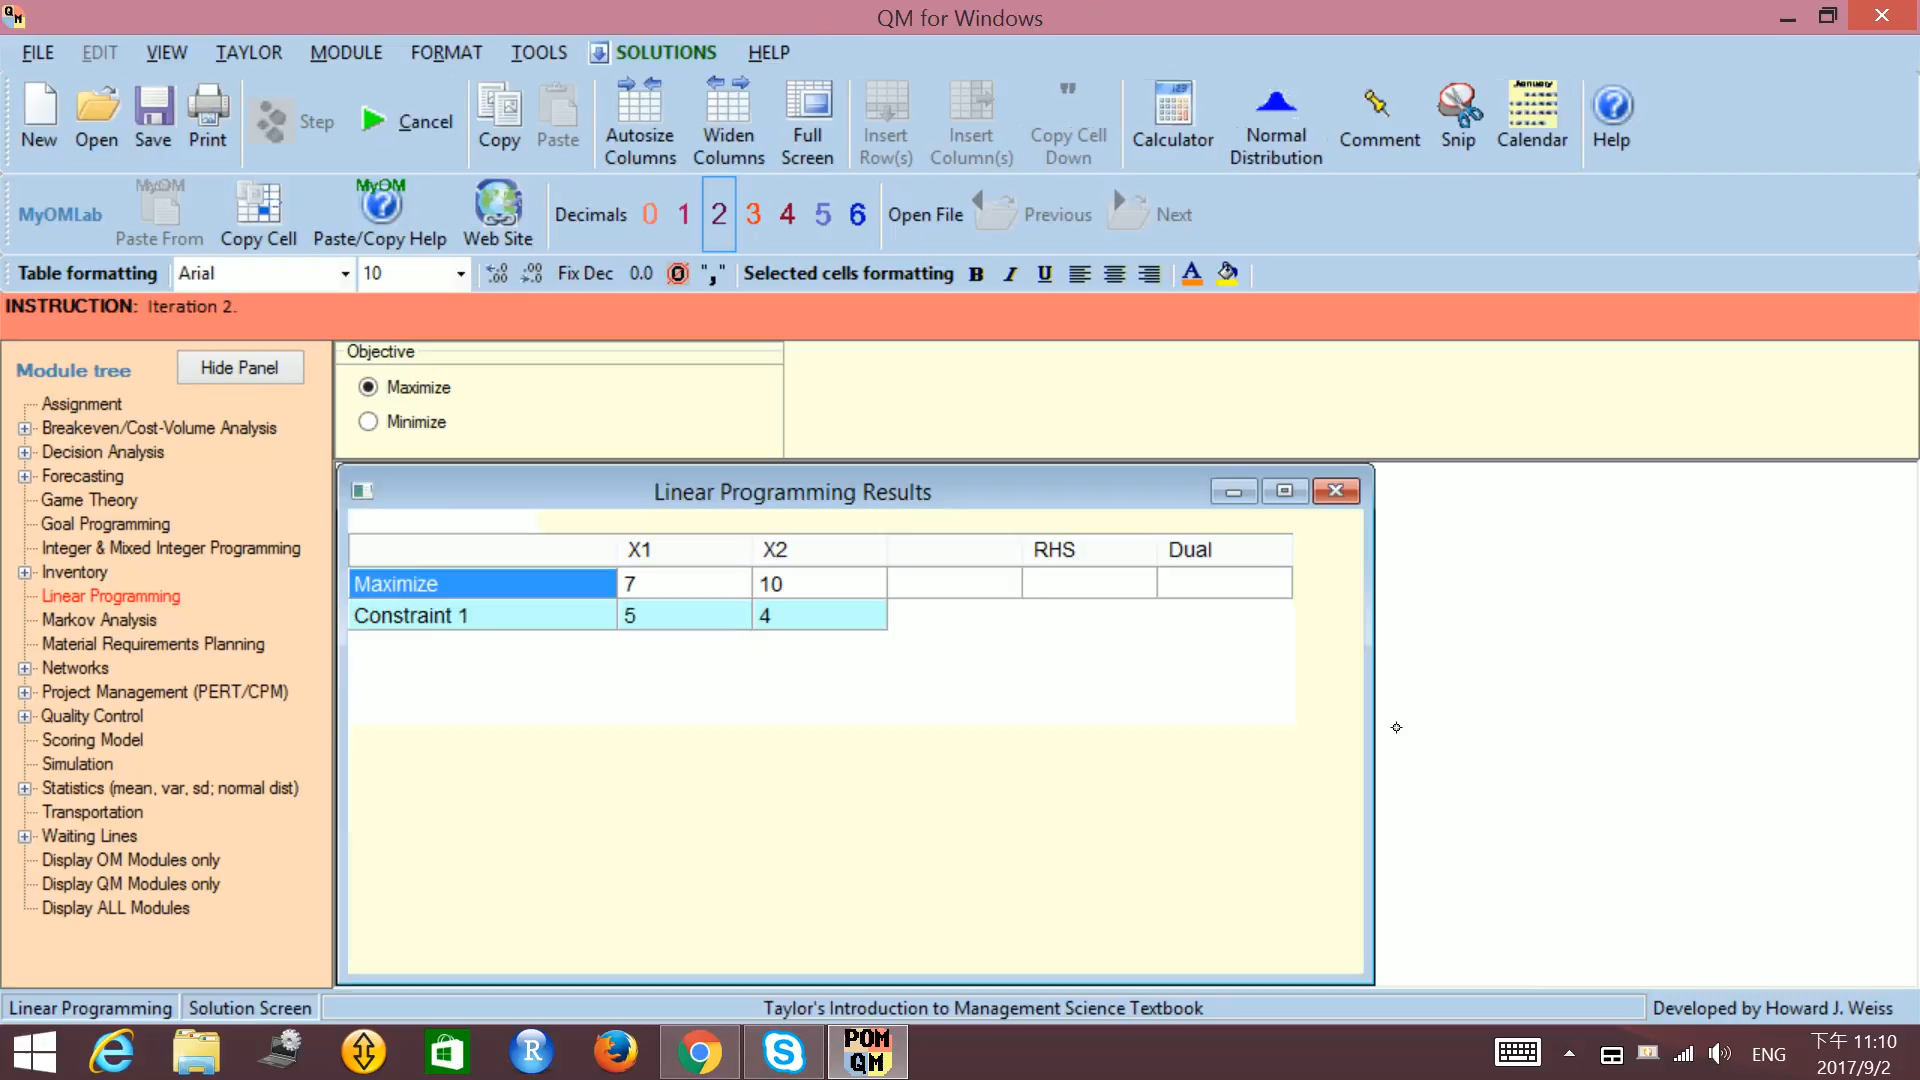 QM for Windows
FILE EDIT VIEW TAYLOR MODULE FORMAT TOOLS SOLUTIONS HELP
New Open Save Print Step Cancel Copy Paste Autosize Columns Widen Columns Full Screen Insert Row(s) Insert Column(s) Copy Cell Down Calculator Normal Distribution Comment Snip Calendar Help
MyOMLab Paste From Copy Cell Paste/Copy Help Web Site Decimals 0 1 2 3 4 5 6 Open File Previous Next
Table formatting Arial 10 Fix Dec 0.0 "," Selected cells formatting B I U A
INSTRUCTION: Iteration 2.
Module tree Hide Panel
Assignment
Breakeven/Cost-Volume Analysis
Decision Analysis
Forecasting
Game Theory
Goal Programming
Integer & Mixed Integer Programming
Inventory
Linear Programming
Markov Analysis
Material Requirements Planning
Networks
Project Management (PERT/CPM)
Quality Control
Scoring Model
Simulation
Statistics (mean, var, sd; normal dist)
Transportation
Waiting Lines
Display OM Modules only
Display QM Modules only
Display ALL Modules
Objective
Maximize
Minimize
Linear Programming Results
X1 X2 RHS Dual
Maximize 7 10
Constraint 1 5 4
Linear Programming Solution Screen Taylor's Introduction to Management Science Textbook Developed by Howard J. Weiss
POM QM
ENG
下午 11:10
2017/9/2